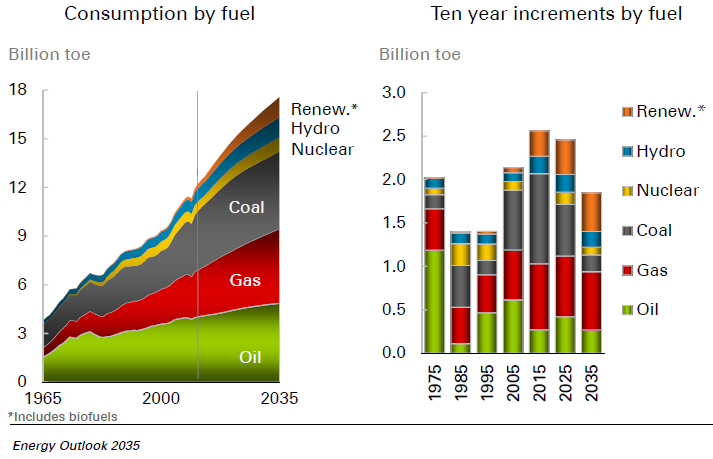 Consumption by fuel
Billion toe
18
15
12
9
6
3
0
Renew.*
Hydro
Nuclear
Coal
Gas
Oil
1965
2000
2035
*Includes biofuels
Ten year increments by fuel
Billion toe
3.0
2.5
2.0
1.5
1.0
0.5
0.0
1975
1985
1995
2005
2015
2025
2035
Renew.*
Hydro
Nuclear
Coal
Gas
Oil
Energy Outlook 2035